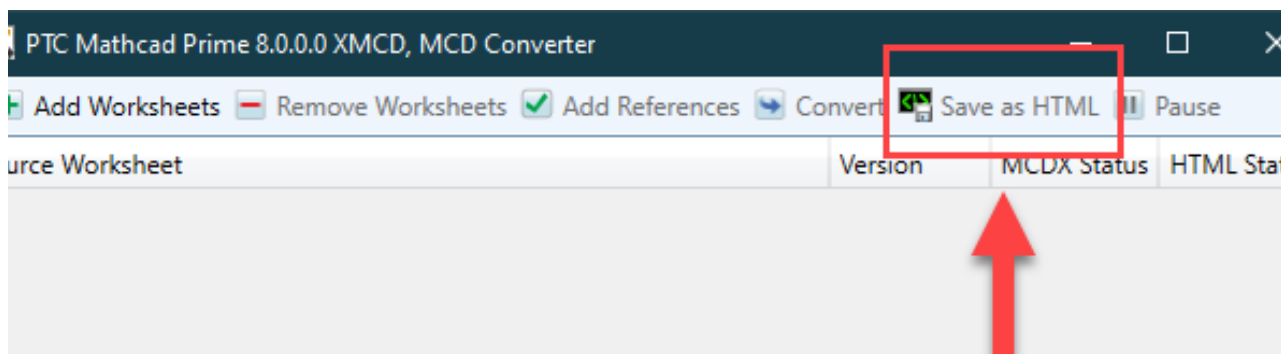 PTC Mathcad Prime 8.0.0.0 XMCD, MCD Converter
Add Worksheets Remove Worksheets Add References Convert Save as HTML Pause
urce Worksheet Version MCDX Status HTML Stat